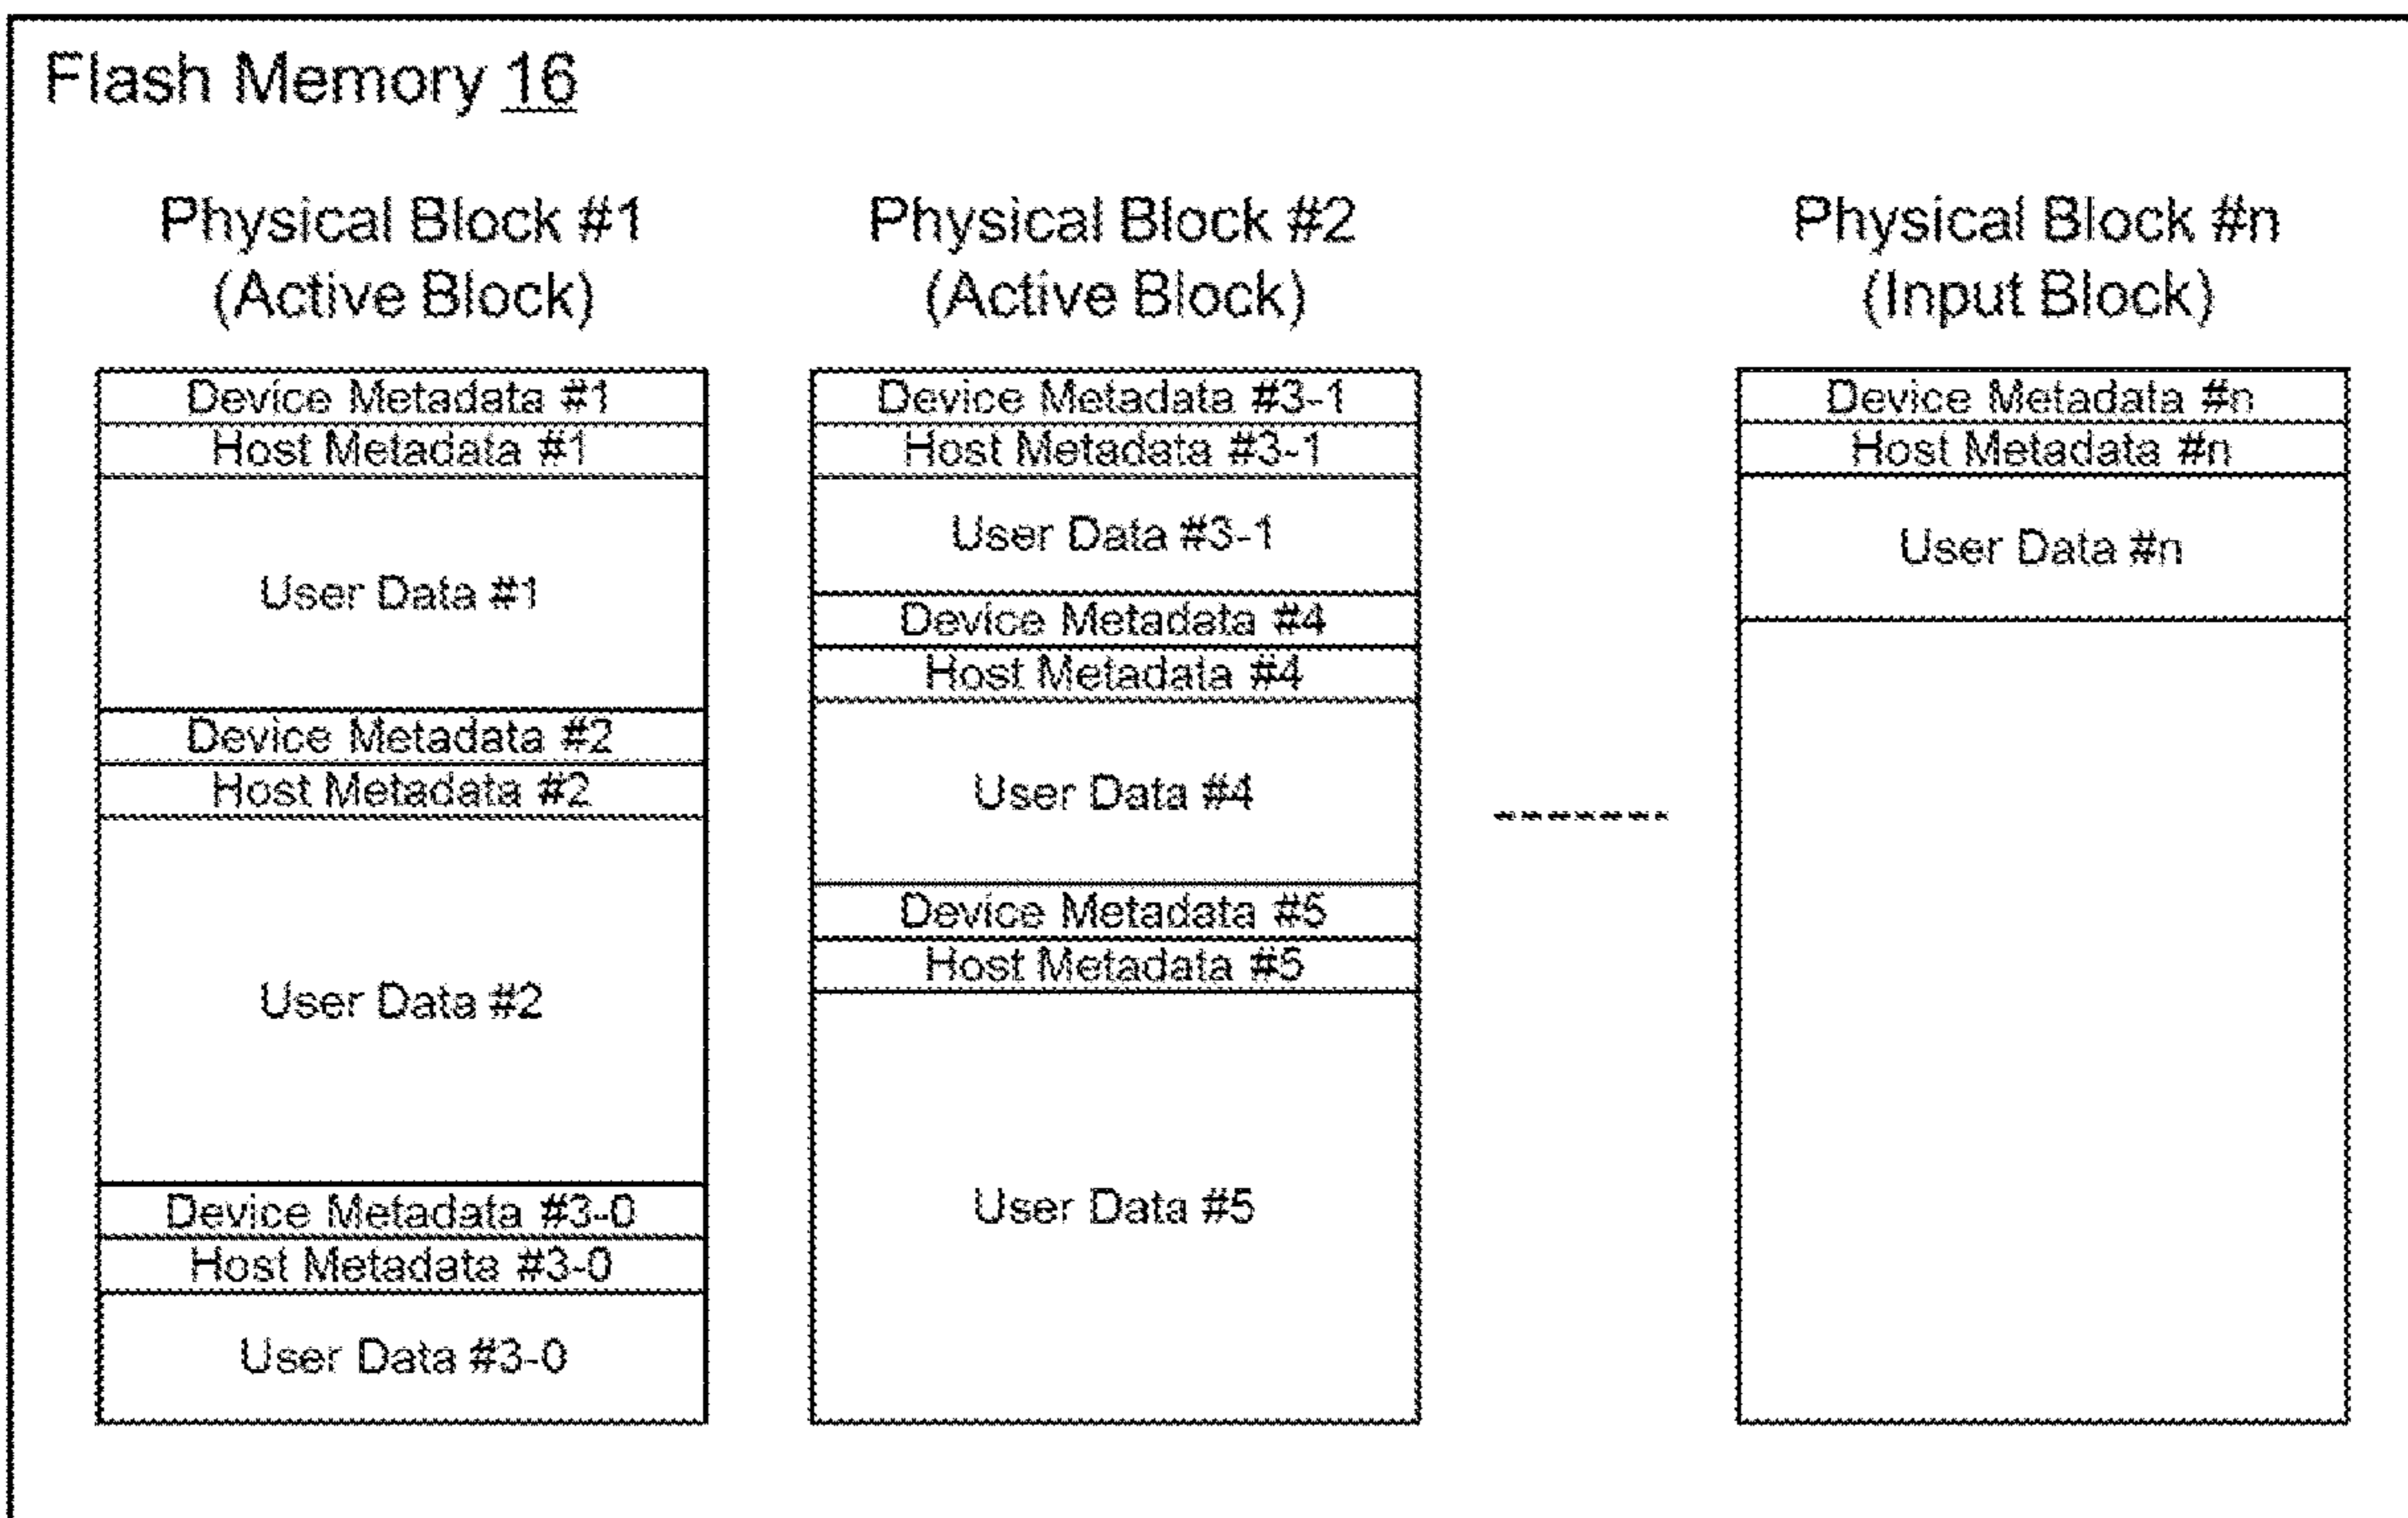 Flash Memory 16
Physical Block #1
(Active Block)
Device Metadata #1
Host Metadata #1
User Data #1
Device Metadata #2
Host Metadata #2
User Data #2
Device Metadata #3-0
Host Metadata #3-0
User Data #3-0
Physical Block #2
(Active Block)
Device Metadata #3-1
Host Metadata #3-1
User Data #3-1
Device Metadata #4
Host Metadata #4
User Data #4
Device Metadata #5
Host Metadata #5
User Data #5
Physical Block #n
(Input Block)
Device Metadata #n
Host Metadata #n
User Data #n